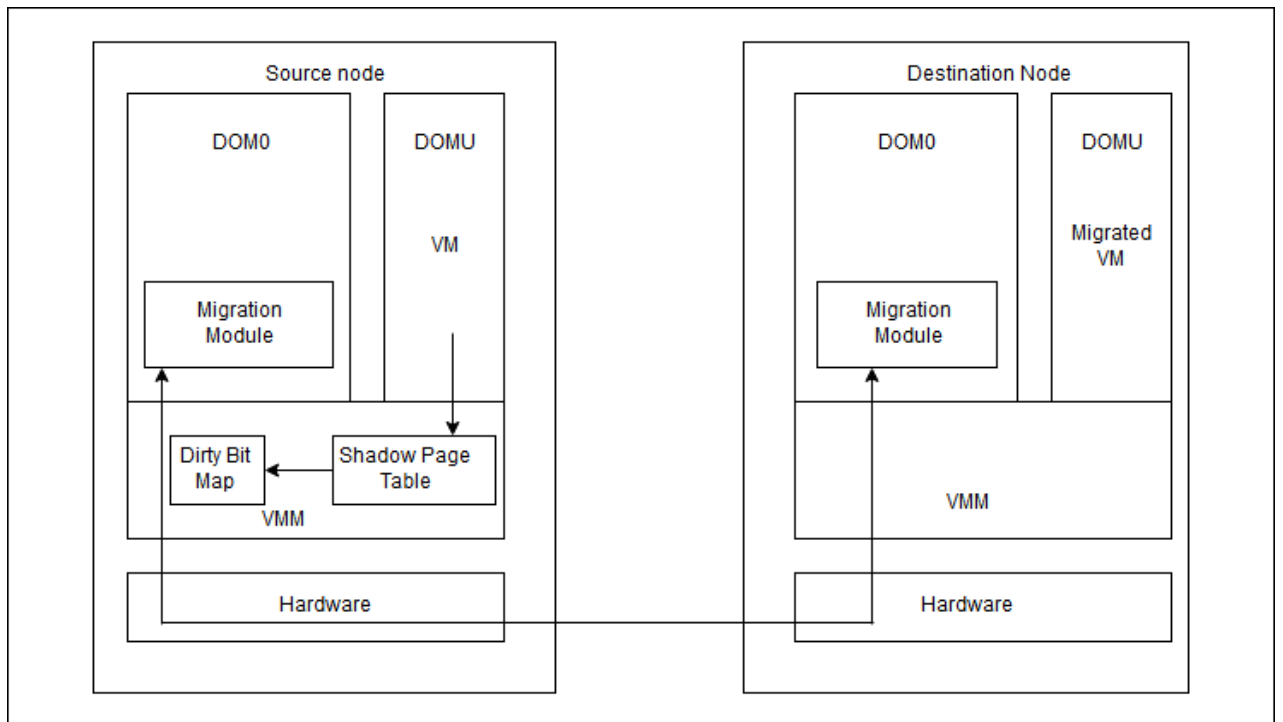 Source node
DOM0
DOMU
VM
Migration
Module
Dirty Bit
Map
Shadow Page
Table
VMM
Hardware
Destination Node
DOM0
DOMU
Migrated
VM
Migration
Module
VMM
Hardware